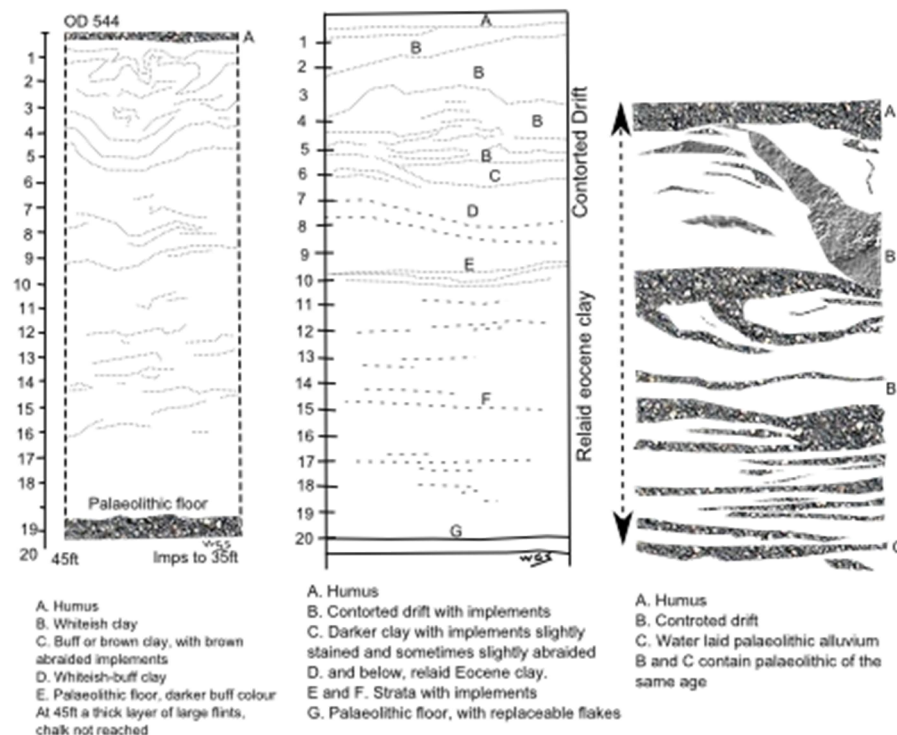 OD 544
A
1
2
3
4
5
6
7
8
9
10
11
12
13
14
15
16
17
18
19
20
Palaeolithic floor
WGS
45ft
Imps to 35ft
A. Humus
B. Whiteish clay
C. Buff or brown clay, with brown
abraided implements
D. Whiteish-buff clay
E. Palaeolithic floor, darker buff colour
At 45ft a thick layer of large flints,
chalk not reached
A
1
B
2
B
3
4
B
5
B
6
C
7
D
8
9
E
10
11
12
13
14
F
15
16
17
18
19
20
G
WGS
Contorted Drift
Relaid eocene clay
A. Humus
B. Contorted drift with implements
C. Darker clay with implements slightly
stained and sometimes slightly abraided
D. and below, relaid Eocene clay.
E and F. Strata with implements
G. Palaeolithic floor, with replaceable flakes
A
B
B
C
A. Humus
B. Controted drift
C. Water laid palaeolithic alluvium
B and C contain palaeolithic of the
same age